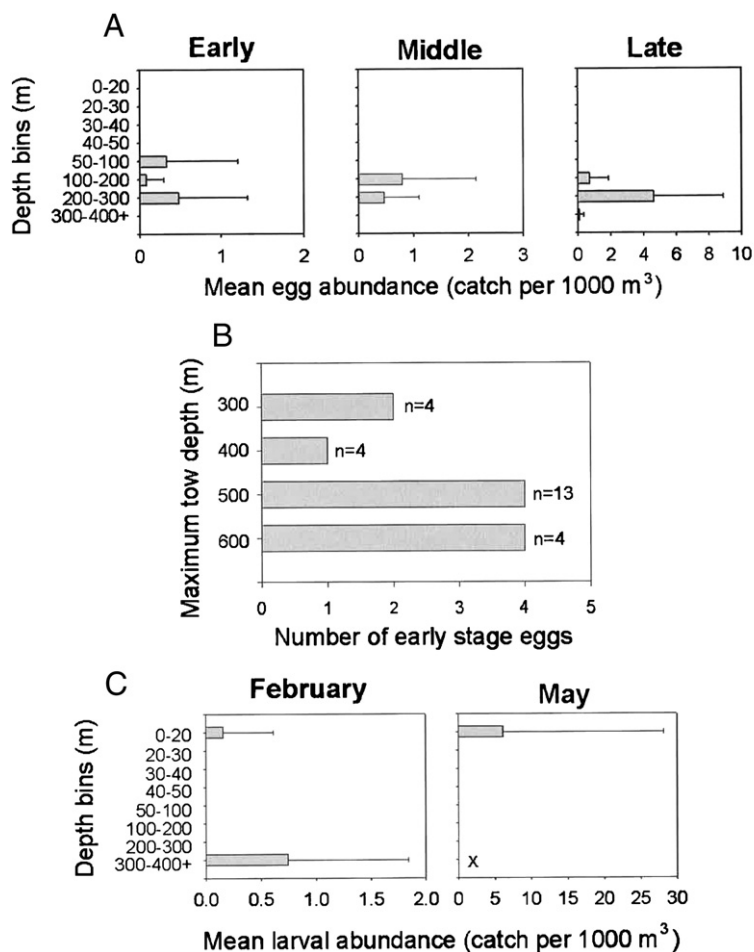 A
Early
Middle
Late
Depth bins (m)
0-20
20-30
30-40
40-50
50-100
100-200
200-300
300-400+
0 1 2
0 1 2 3
0 2 4 6 8 10
Mean egg abundance (catch per 1000 m³)
B
Maximum tow depth (m)
300 n=4
400 n=4
500 n=13
600 n=4
0 1 2 3 4 5
Number of early stage eggs
C
February
May
Depth bins (m)
0-20
20-30
30-40
40-50
50-100
100-200
200-300
300-400+
x
0.0 0.5 1.0 1.5 2.0
0 5 10 15 20 25 30
Mean larval abundance (catch per 1000 m³)